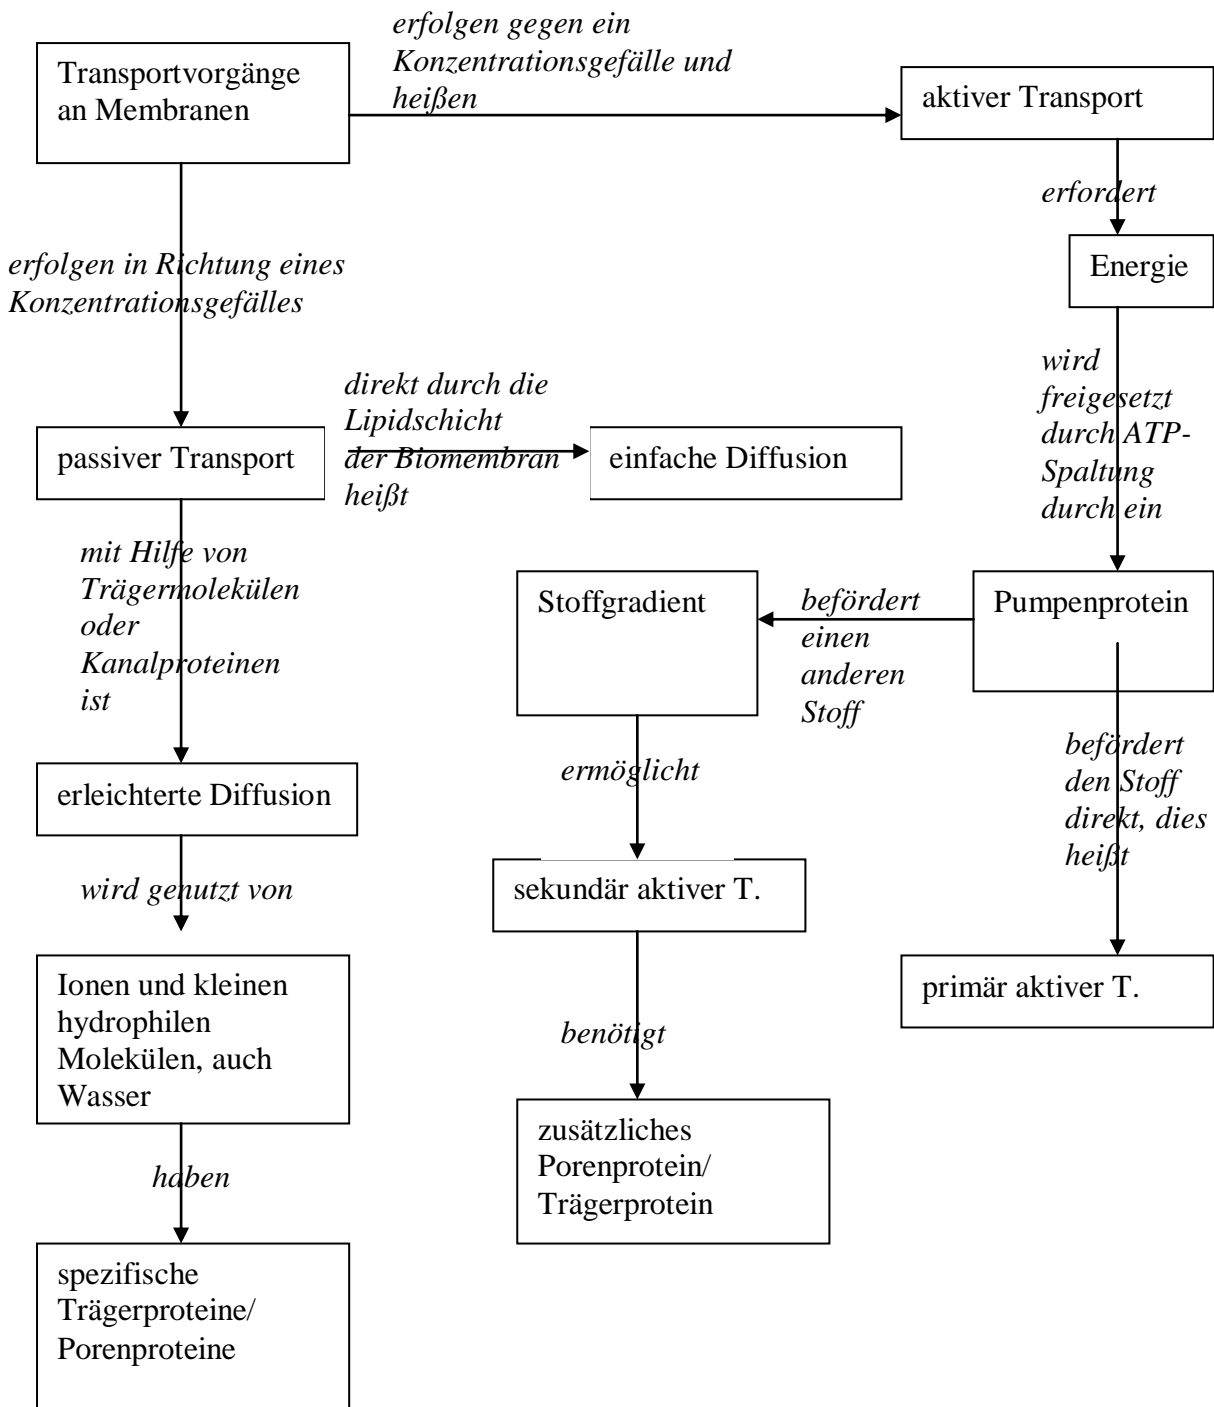 erfolgen gegen ein
Konzentrationsgefälle und
heißen
Transportvorgänge
an Membranen
aktiver Transport
erfordert
Energie
erfolgen in Richtung eines
Konzentrationsgefälles
wird
freigesetzt
durch ATP-
Spaltung
durch ein
direkt durch die
Lipidschicht
der Biomembran
heißt
passiver Transport
einfache Diffusion
mit Hilfe von
Trägermolekülen
oder
Kanalproteinen
ist
Stoffgradient
befördert
einen
anderen
Stoff
Pumpenprotein
befördert
den Stoff
direkt, dies
heißt
ermöglicht
erleichterte Diffusion
wird genutzt von
sekundär aktiver T.
primär aktiver T.
Ionen und kleinen
hydrophilen
Molekülen, auch
Wasser
benötigt
zusätzliches
Porenprotein/
Trägerprotein
haben
spezifische
Trägerproteine/
Porenproteine